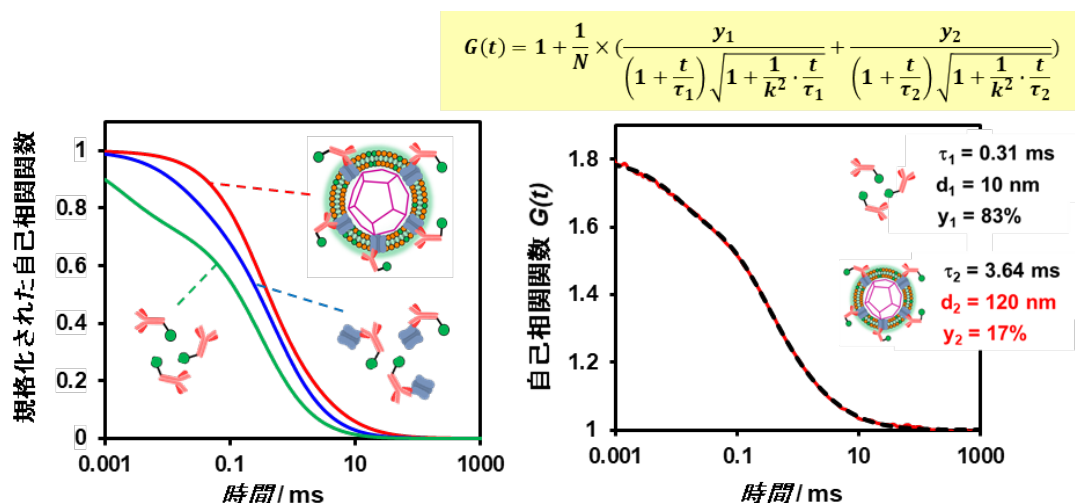 G(t) = 1 + 1/N × ( y₁ / ((1 + t/τ₁) √(1 + 1/k² · t/τ₁)) + y₂ / ((1 + t/τ₂) √(1 + 1/k² · t/τ₂)) )
規格化された自己相関関数
1
0.8
0.6
0.4
0.2
0
0.001
0.1
10
1000
時間 / ms
自己相関関数 G(t)
1.8
1.6
1.4
1.2
1
0.001
0.1
10
1000
時間 / ms
τ₁ = 0.31 ms
d₁ = 10 nm
y₁ = 83%
τ₂ = 3.64 ms
d₂ = 120 nm
y₂ = 17%